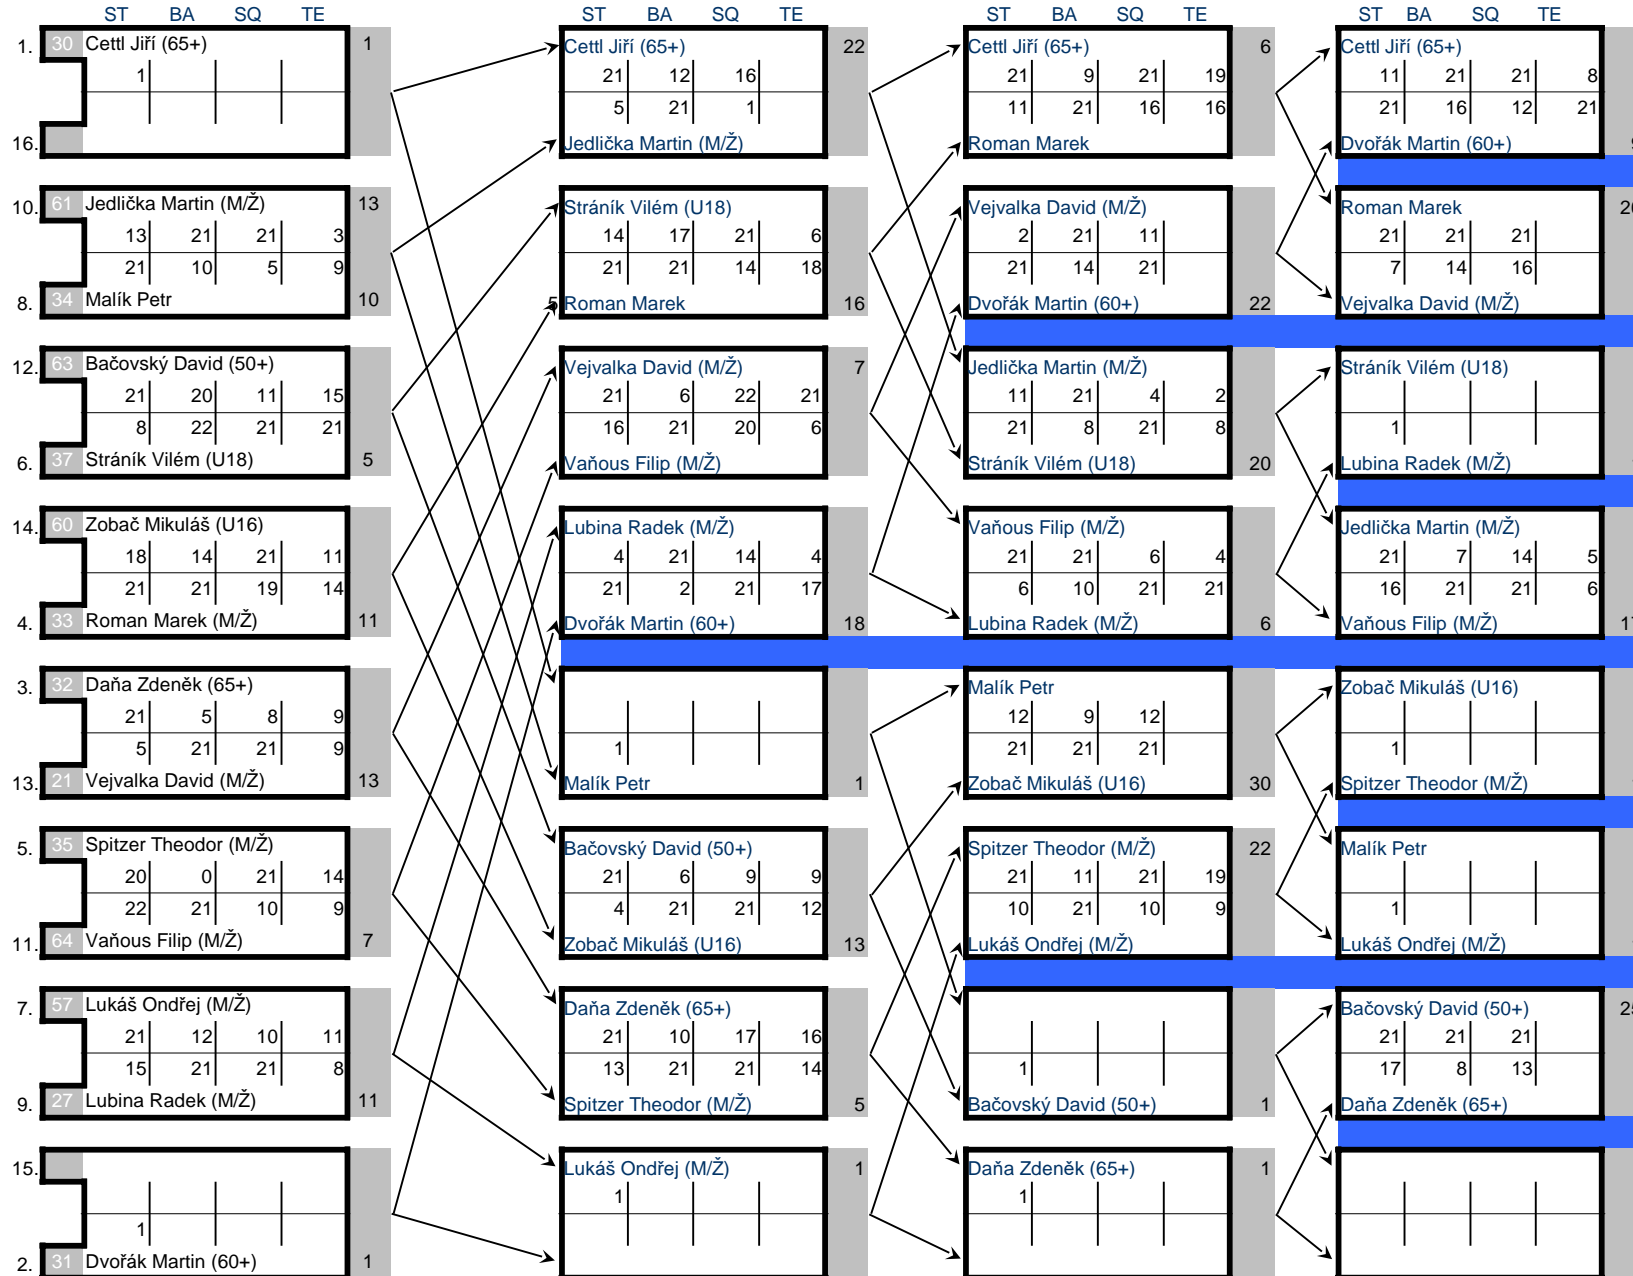 ST BA SQ TE ST BA SQ TE ST BA SQ TE ST BA SQ TE
1. 30 Cettl Jiří (65+) 1
1
16.
10. 61 Jedlička Martin (M/Ž) 13
13 21 21 3
21 10 5 9
8. 34 Malík Petr 10
12. 63 Bačovský David (50+)
21 20 11 15
8 22 21 21
6. 37 Stráník Vilém (U18) 5
14. 60 Zobač Mikuláš (U16)
18 14 21 11
21 21 19 14
4. 33 Roman Marek (M/Ž) 11
3. 32 Daňa Zdeněk (65+)
21 5 8 9
5 21 21 9
13. 21 Vejvalka David (M/Ž) 13
5. 35 Spitzer Theodor (M/Ž)
20 0 21 14
22 21 10 9
11. 64 Vaňous Filip (M/Ž) 7
7. 57 Lukáš Ondřej (M/Ž)
21 12 10 11
15 21 21 8
9. 27 Lubina Radek (M/Ž) 11
15.
1
2. 31 Dvořák Martin (60+) 1
Cettl Jiří (65+) 22
21 12 16
5 21 1
Jedlička Martin (M/Ž)
Stráník Vilém (U18)
14 17 21 6
21 21 14 18
5 Roman Marek 16
Vejvalka David (M/Ž) 7
21 6 22 21
16 21 20 6
Vaňous Filip (M/Ž)
Lubina Radek (M/Ž)
4 21 14 4
21 2 21 17
Dvořák Martin (60+) 18
1
Malík Petr 1
Bačovský David (50+)
21 6 9 9
4 21 21 12
Zobač Mikuláš (U16) 13
Daňa Zdeněk (65+)
21 10 17 16
13 21 21 14
Spitzer Theodor (M/Ž) 5
Lukáš Ondřej (M/Ž) 1
1
Cettl Jiří (65+) 6
21 9 21 19
11 21 16 16
Roman Marek
Vejvalka David (M/Ž)
2 21 11
21 14 21
Dvořák Martin (60+) 22
Jedlička Martin (M/Ž)
11 21 4 2
21 8 21 8
Stráník Vilém (U18) 20
Vaňous Filip (M/Ž)
21 21 6 4
6 10 21 21
Lubina Radek (M/Ž) 6
Malík Petr
12 9 12
21 21 21
Zobač Mikuláš (U16) 30
Spitzer Theodor (M/Ž) 22
21 11 21 19
10 21 10 9
Lukáš Ondřej (M/Ž)
1
Bačovský David (50+) 1
Daňa Zdeněk (65+) 1
1
Cettl Jiří (65+)
11 21 21 8
21 16 12 21
Dvořák Martin (60+)
Roman Marek
21 21 21
7 14 16
Vejvalka David (M/Ž)
Stráník Vilém (U18)
1
Lubina Radek (M/Ž)
Jedlička Martin (M/Ž)
21 7 14 5
16 21 21 6
Vaňous Filip (M/Ž)
Zobač Mikuláš (U16)
1
Spitzer Theodor (M/Ž)
Malík Petr
1
Lukáš Ondřej (M/Ž)
Bačovský David (50+)
21 21 21
17 8 13
Daňa Zdeněk (65+)